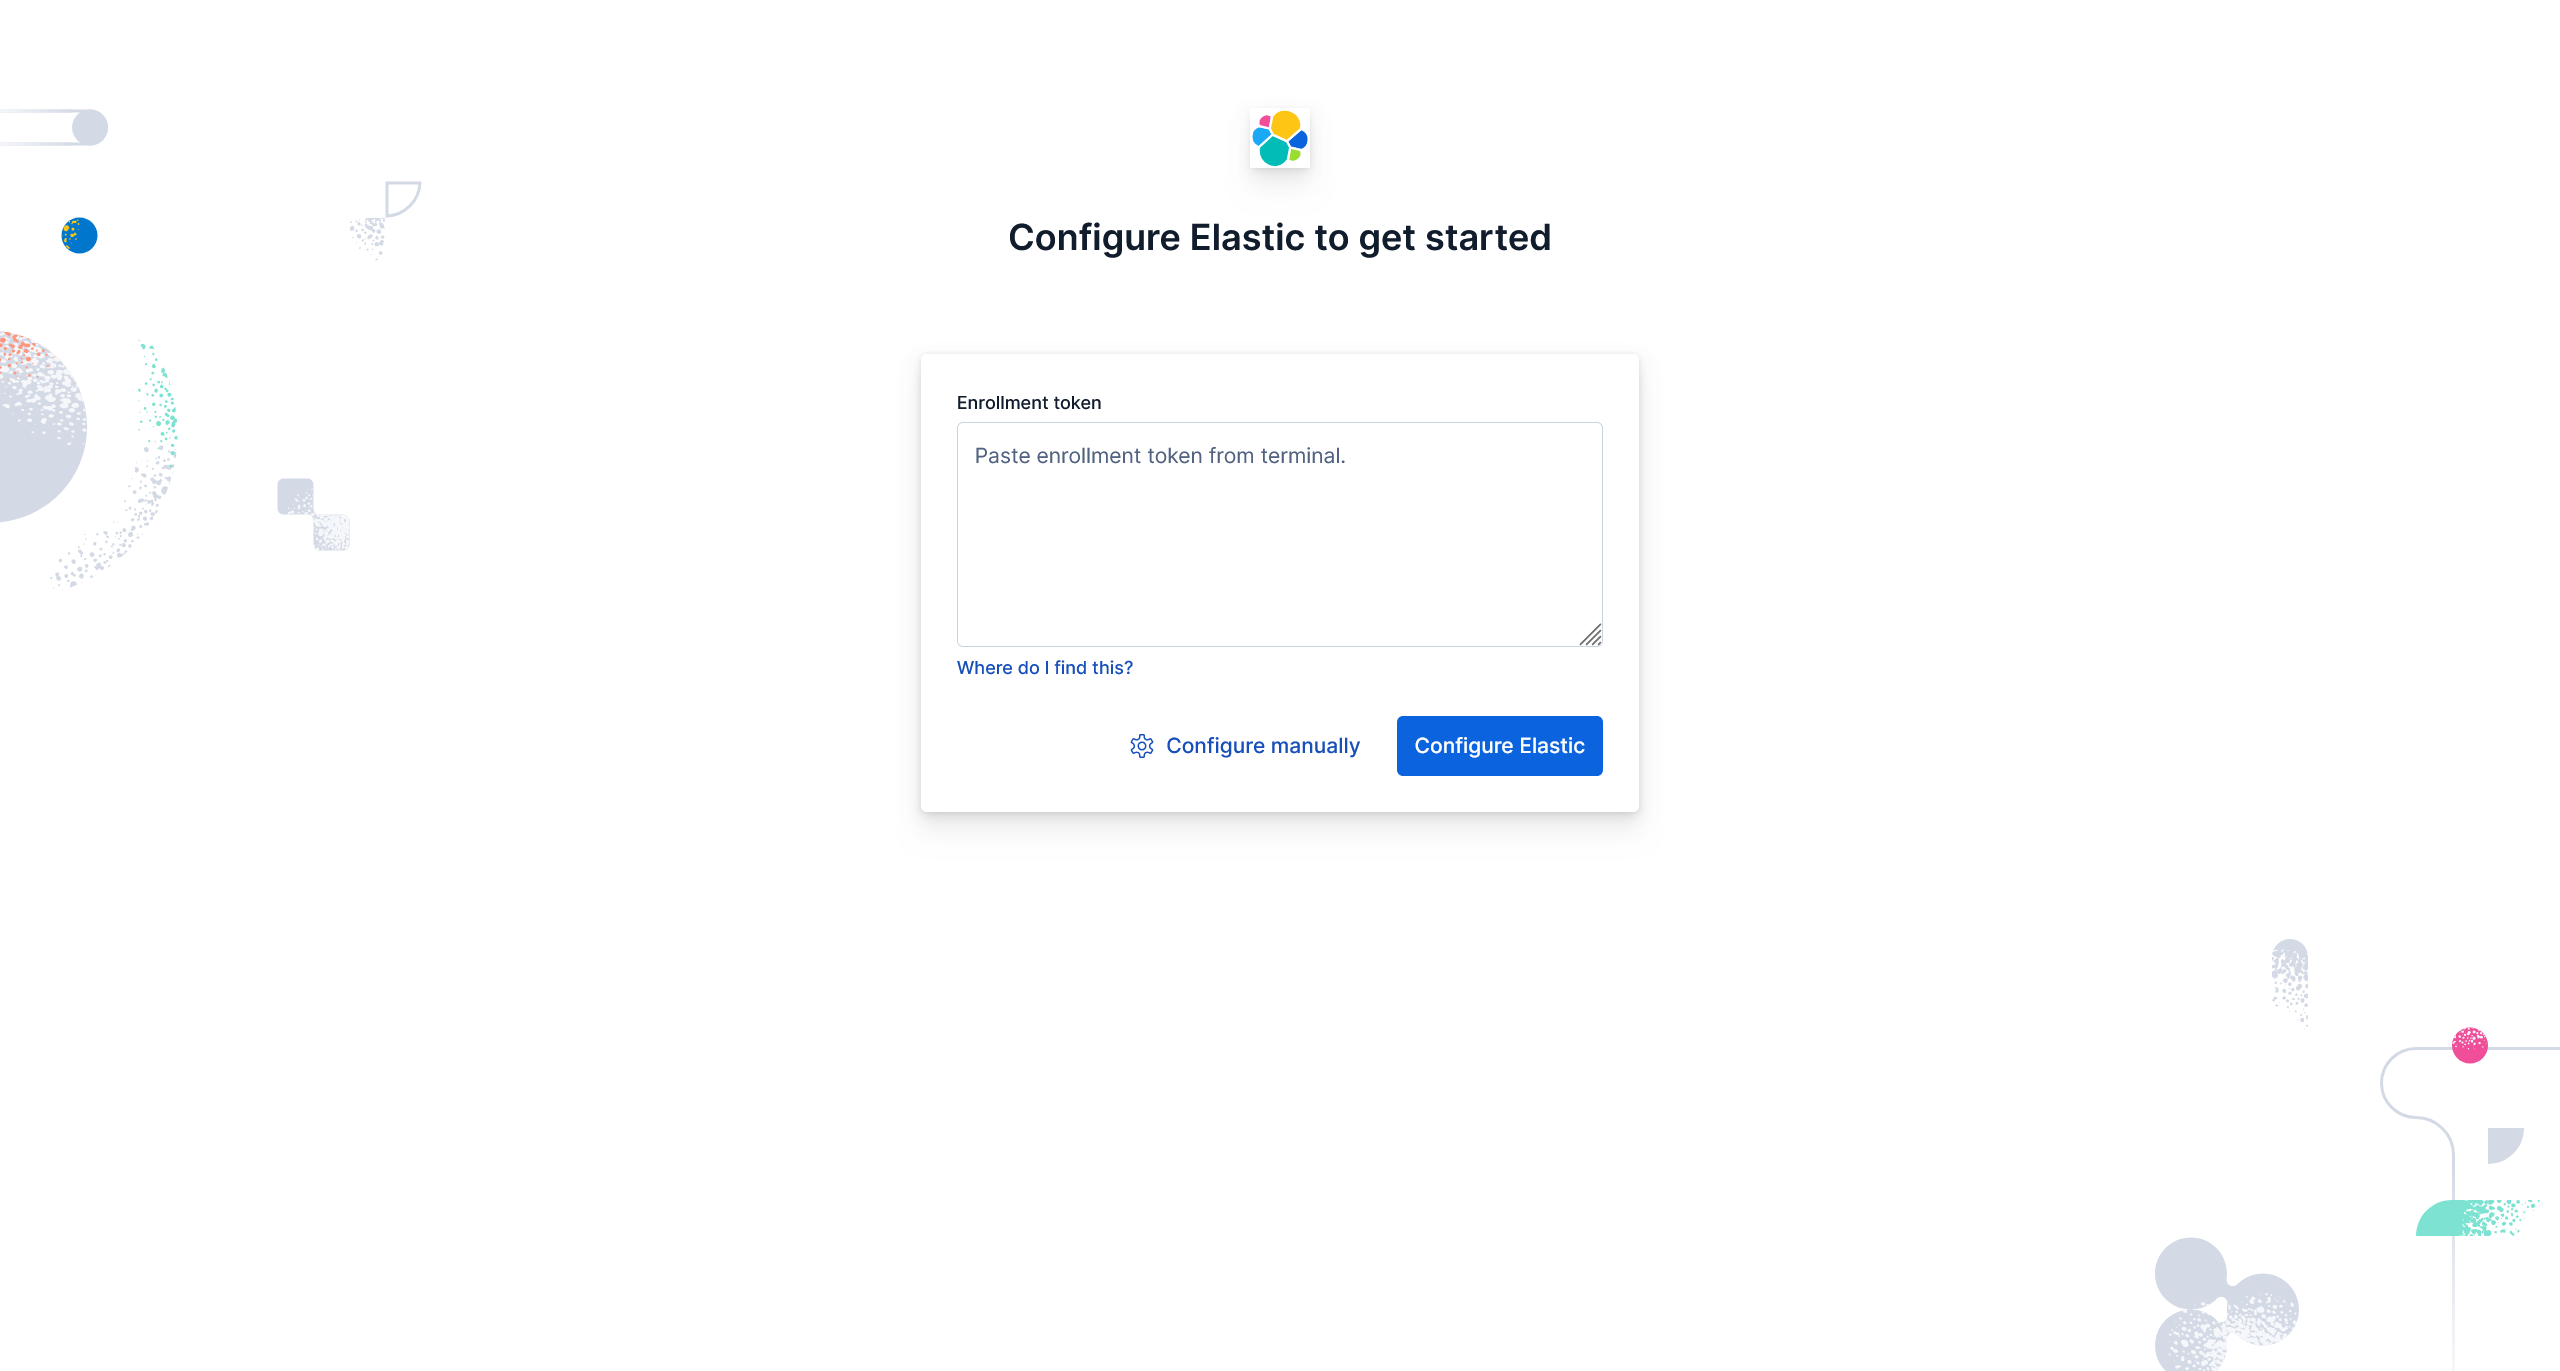 Configure Elastic to get started
Enrollment token
Paste enrollment token from terminal.
Where do I find this?
Configure manually
Configure Elastic